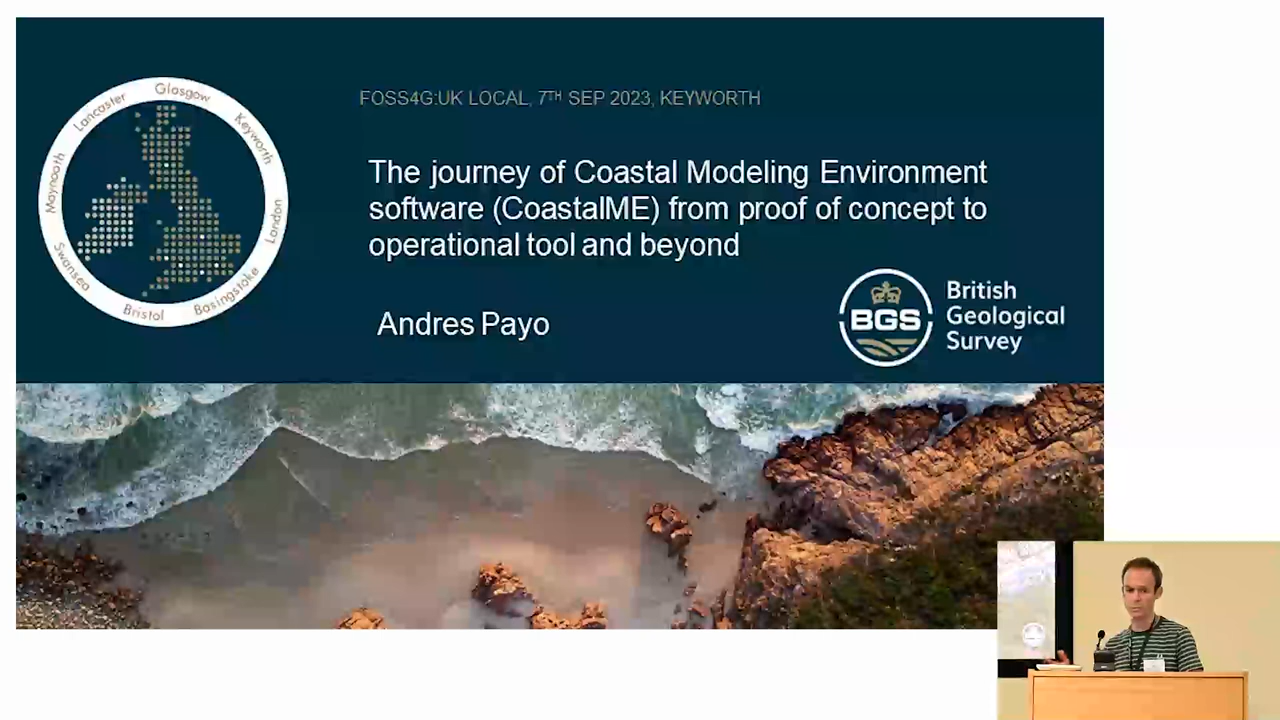 FOSS4G:UK LOCAL, 7TH SEP 2023, KEYWORTH
The journey of Coastal Modeling Environment
software (CoastalME) from proof of concept to
operational tool and beyond
Andres Payo
BGS
British
Geological
Survey
Glasgow
Keyworth
London
Basingstoke
Bristol
Swansea
Maynooth
Lancaster